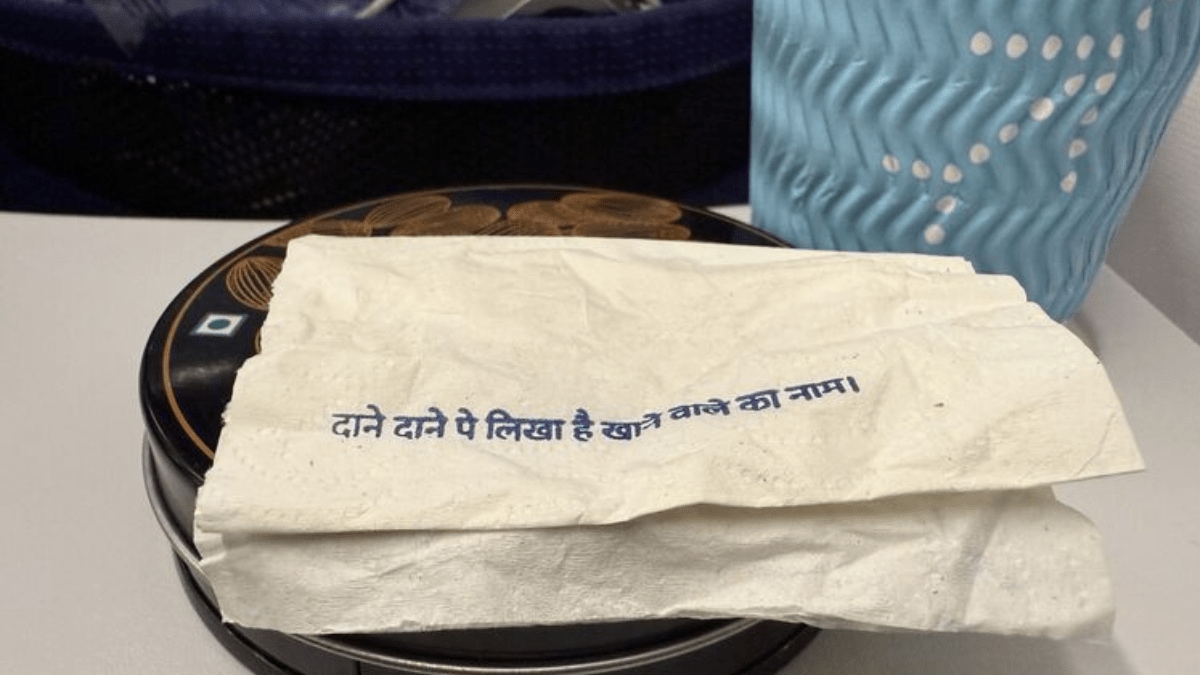 दाने दाने पे लिखा है खाने वाले का नाम।